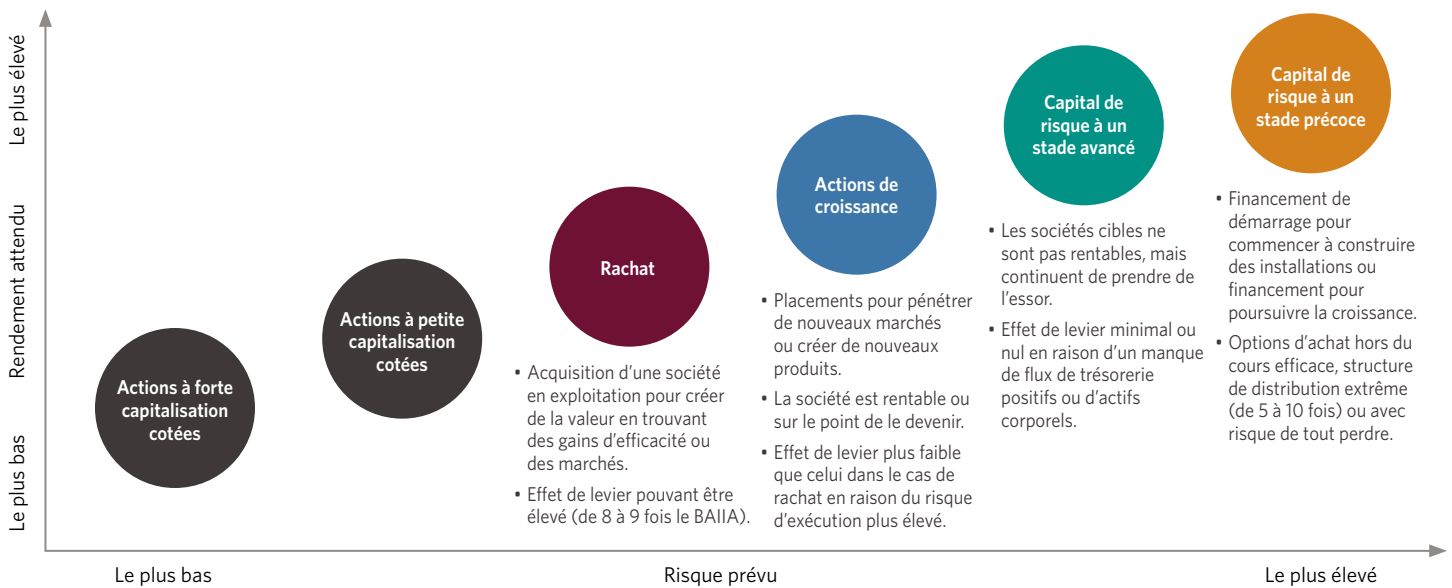 Le plus élevé
Rendement attendu
Le plus bas
Actions à forte
capitalisation
cotées
Actions à petite
capitalisation
cotées
Rachat
• Acquisition d’une société
en exploitation pour créer
de la valeur en trouvant
des gains d’efficacité ou
des marchés.
• Effet de levier pouvant être
élevé (de 8 à 9 fois le BAIIA).
Actions de
croissance
• Placements pour pénétrer
de nouveaux marchés
ou créer de nouveaux
produits.
• La société est rentable ou
sur le point de le devenir.
• Effet de levier plus faible
que celui dans le cas de
rachat en raison du risque
d’exécution plus élevé.
Capital de
risque à un
stade avancé
• Les sociétés cibles ne
sont pas rentables, mais
continuent de prendre de
l’essor.
• Effet de levier minimal ou
nul en raison d’un manque
de flux de trésorerie
positifs ou d’actifs
corporels.
Capital de
risque à un
stade précoce
• Financement de
démarrage pour
commencer à construire
des installations ou
financement pour
poursuivre la croissance.
• Options d’achat hors du
cours efficace, structure
de distribution extrême
(de 5 à 10 fois) ou avec
risque de tout perdre.
Le plus bas
Risque prévu
Le plus élevé